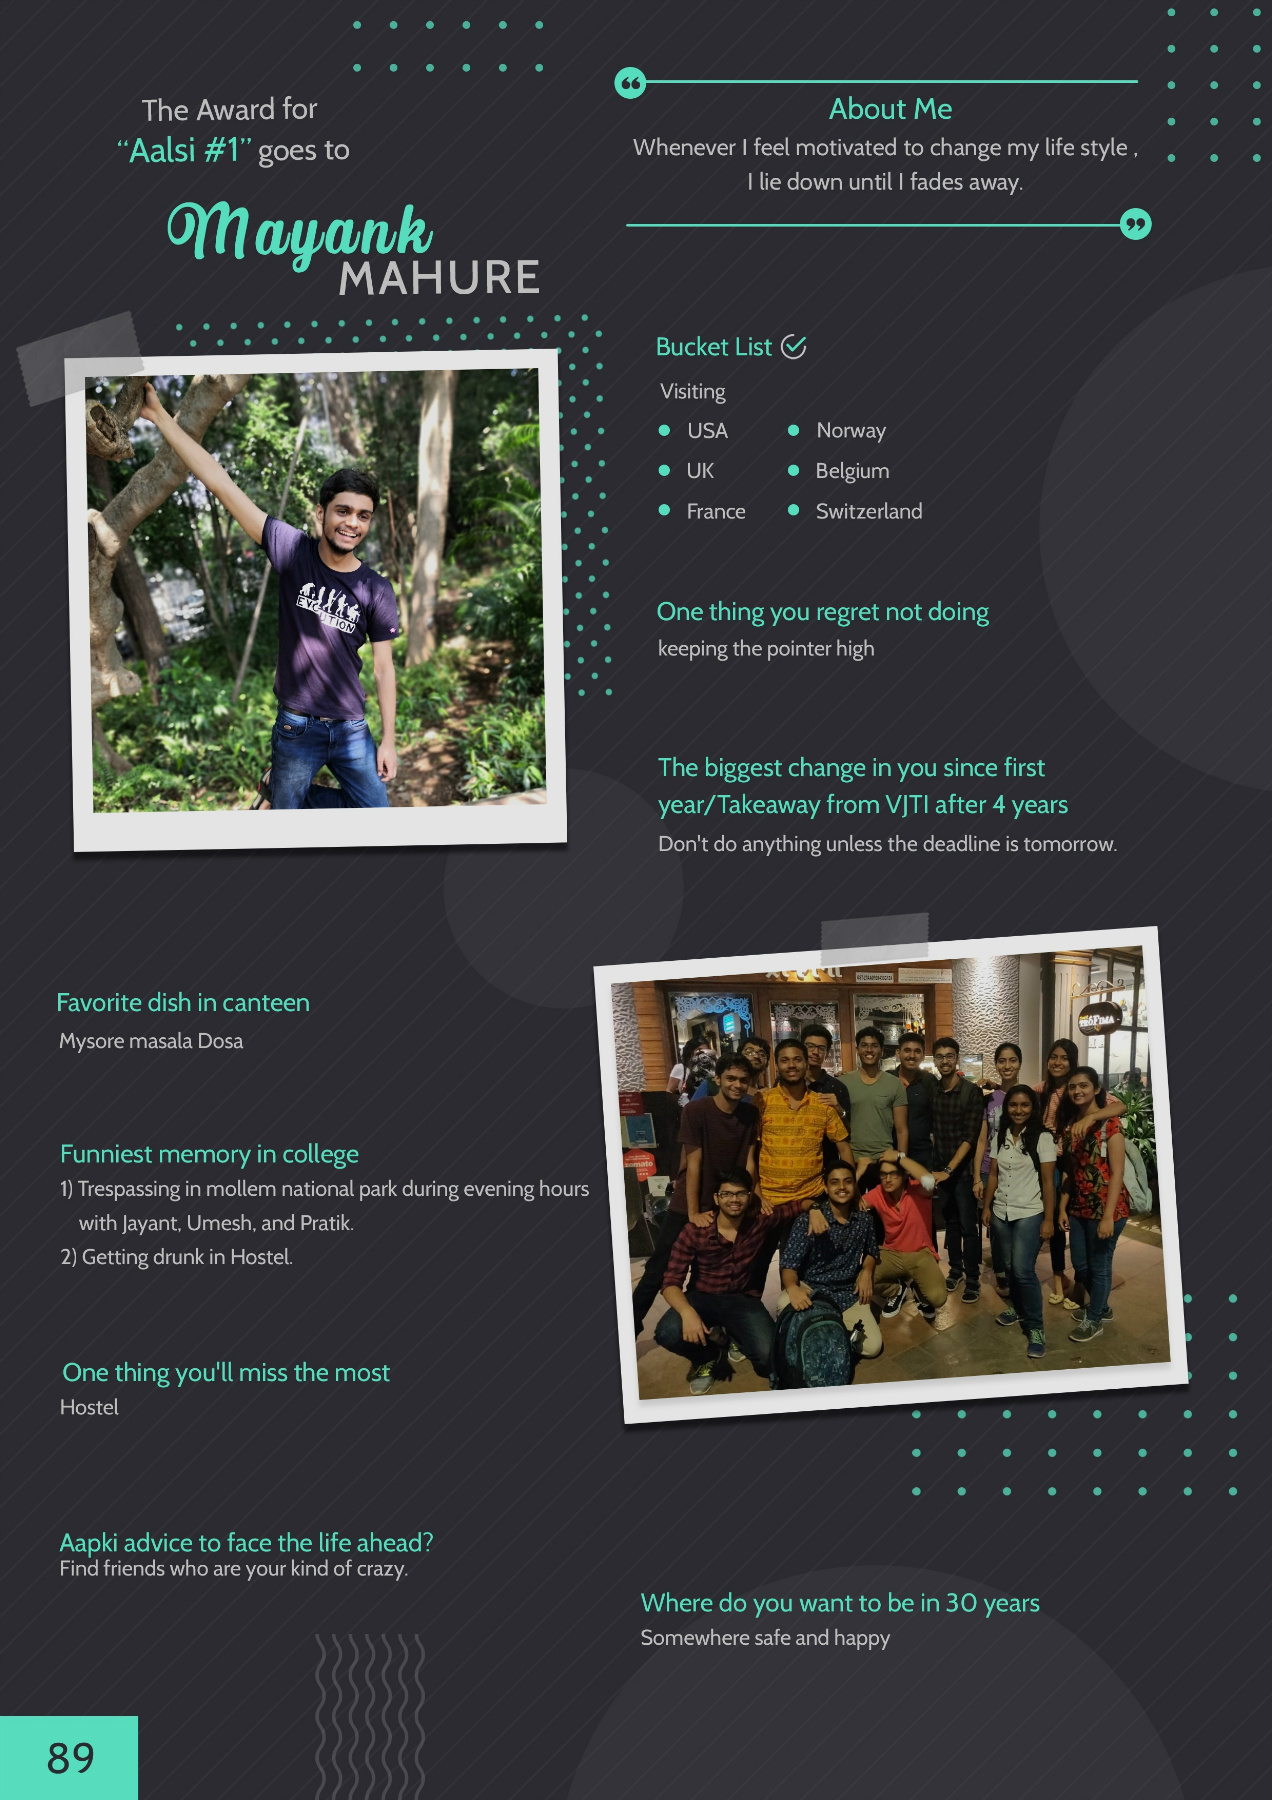 The Award for
“Aalsi #1” goes to
Mayank
MAHURE
About Me
Whenever I feel motivated to change my life style ,
I lie down until I fades away.
Bucket List
Visiting
USA
UK
France
Norway
Belgium
Switzerland
One thing you regret not doing
keeping the pointer high
The biggest change in you since first
year/Takeaway from VJTI after 4 years
Don't do anything unless the deadline is tomorrow.
EVOLUTION
Favorite dish in canteen
Mysore masala Dosa
Funniest memory in college
1) Trespassing in mollem national park during evening hours
with Jayant, Umesh, and Pratik.
2) Getting drunk in Hostel.
One thing you'll miss the most
Hostel
Aapki advice to face the life ahead?
Find friends who are your kind of crazy.
TEÓFIMA
zomato
Where do you want to be in 30 years
Somewhere safe and happy
89